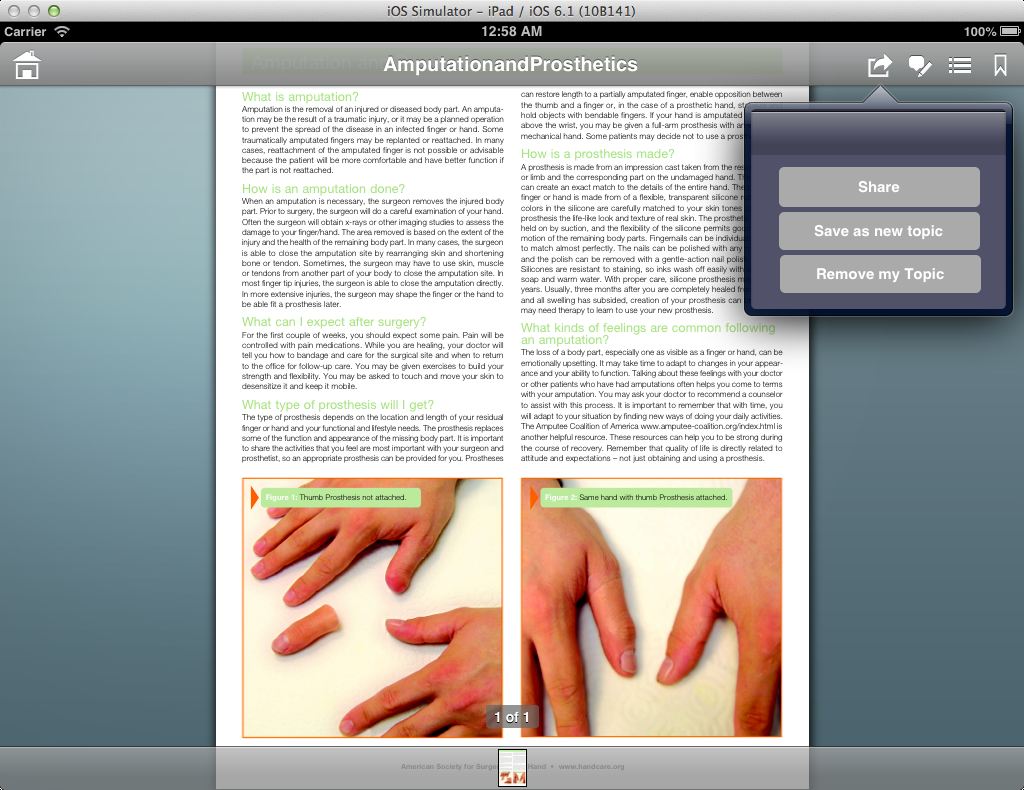 iOS Simulator – iPad / iOS 6.1 (10B141)
Carrier
12:58 AM
100%
Amputation an
AmputationandProsthetics
What is amputation?
Amputation is the removal of an injured or diseased body part. An amputa-
tion may be the result of a traumatic injury, or it may be a planned operation
to prevent the spread of the disease in an infected finger or hand. Some
traumatically amputated fingers may be replanted or reattached. In many
cases, reattachment of the amputated finger is not possible or advisable
because the patient will be more comfortable and have better function if
the part is not reattached.
How is an amputation done?
When an amputation is necessary, the surgeon removes the injured body
part. Prior to surgery, the surgeon will do a careful examination of your hand.
Often the surgeon will obtain x-rays or other imaging studies to assess the
damage to your finger/hand. The area removed is based on the extent of the
injury and the health of the remaining body part. In many cases, the surgeon
is able to close the amputation site by rearranging skin and shortening
bone or tendon. Sometimes, the surgeon may have to use skin, muscle
or tendons from another part of your body to close the amputation site. In
most finger tip injuries, the surgeon is able to close the amputation directly.
In more extensive injuries, the surgeon may shape the finger or the hand to
be able fit a prosthesis later.
What can I expect after surgery?
For the first couple of weeks, you should expect some pain. Pain will be
controlled with pain medications. While you are healing, your doctor will
tell you how to bandage and care for the surgical site and when to return
to the office for follow-up care. You may be given exercises to build your
strength and flexibility. You may be asked to touch and move your skin to
desensitize it and keep it mobile.
What type of prosthesis will I get?
The type of prosthesis depends on the location and length of your residual
finger or hand and your functional and lifestyle needs. The prosthesis replaces
some of the function and appearance of the missing body part. It is important
to share the activities that you feel are most important with your surgeon and
prosthetist, so an appropriate prosthesis can be provided for you. Prostheses
can restore length to a partially amputated finger, enable opposition between
the thumb and a finger or, in the case of a prosthetic hand,
hold objects with bendable fingers. If your hand is amputated
above the wrist, you may be given a full-arm prosthesis with
mechanical hand. Some patients may decide not to use a
How is a prosthesis made?
A prosthesis is made from an impression cast taken from the
or limb and the corresponding part on the undamaged hand.
can create an exact match to the details of the entire hand.
finger or hand is made from of a flexible, transparent silicone
colors in the silicone are carefully matched to your skin tones
prosthesis the life-like look and texture of real skin. The
held on by suction, and the flexibility of the silicone permits
motion of the remaining body parts. Fingernails can be
to match almost perfectly. The nails can be polished with any
and the polish can be removed with a gentle-action nail
Silicones are resistant to staining, so inks wash off easily with
soap and warm water. With proper care, silicone prosthesis
years. Usually, three months after you are completely healed
and all swelling has subsided, creation of your prosthesis can
may need therapy to learn to use your new prosthesis.
What kinds of feelings are common following
an amputation?
The loss of a body part, especially one as visible as a finger or hand, can be
emotionally upsetting. It may take time to adapt to changes in your appear-
ance and your ability to function. Talking about these feelings with your doctor
or other patients who have had amputations often helps you come to terms
with your amputation. You may ask your doctor to recommend a counselor
to assist with this process. It is important to remember that with time, you
will adapt to your situation by finding new ways of doing your daily activities.
The Amputee Coalition of America www.amputee-coalition.org/index.html is
another helpful resource. These resources can help you to be strong during
the course of recovery. Remember that quality of life is directly related to
attitude and expectations – not just obtaining and using a prosthesis.
Share
Save as new topic
Remove my Topic
Figure 1: Thumb Prosthesis not attached.
Figure 2: Same hand with thumb Prosthesis attached.
1 of 1
American Society for Hand • www.handcare.org